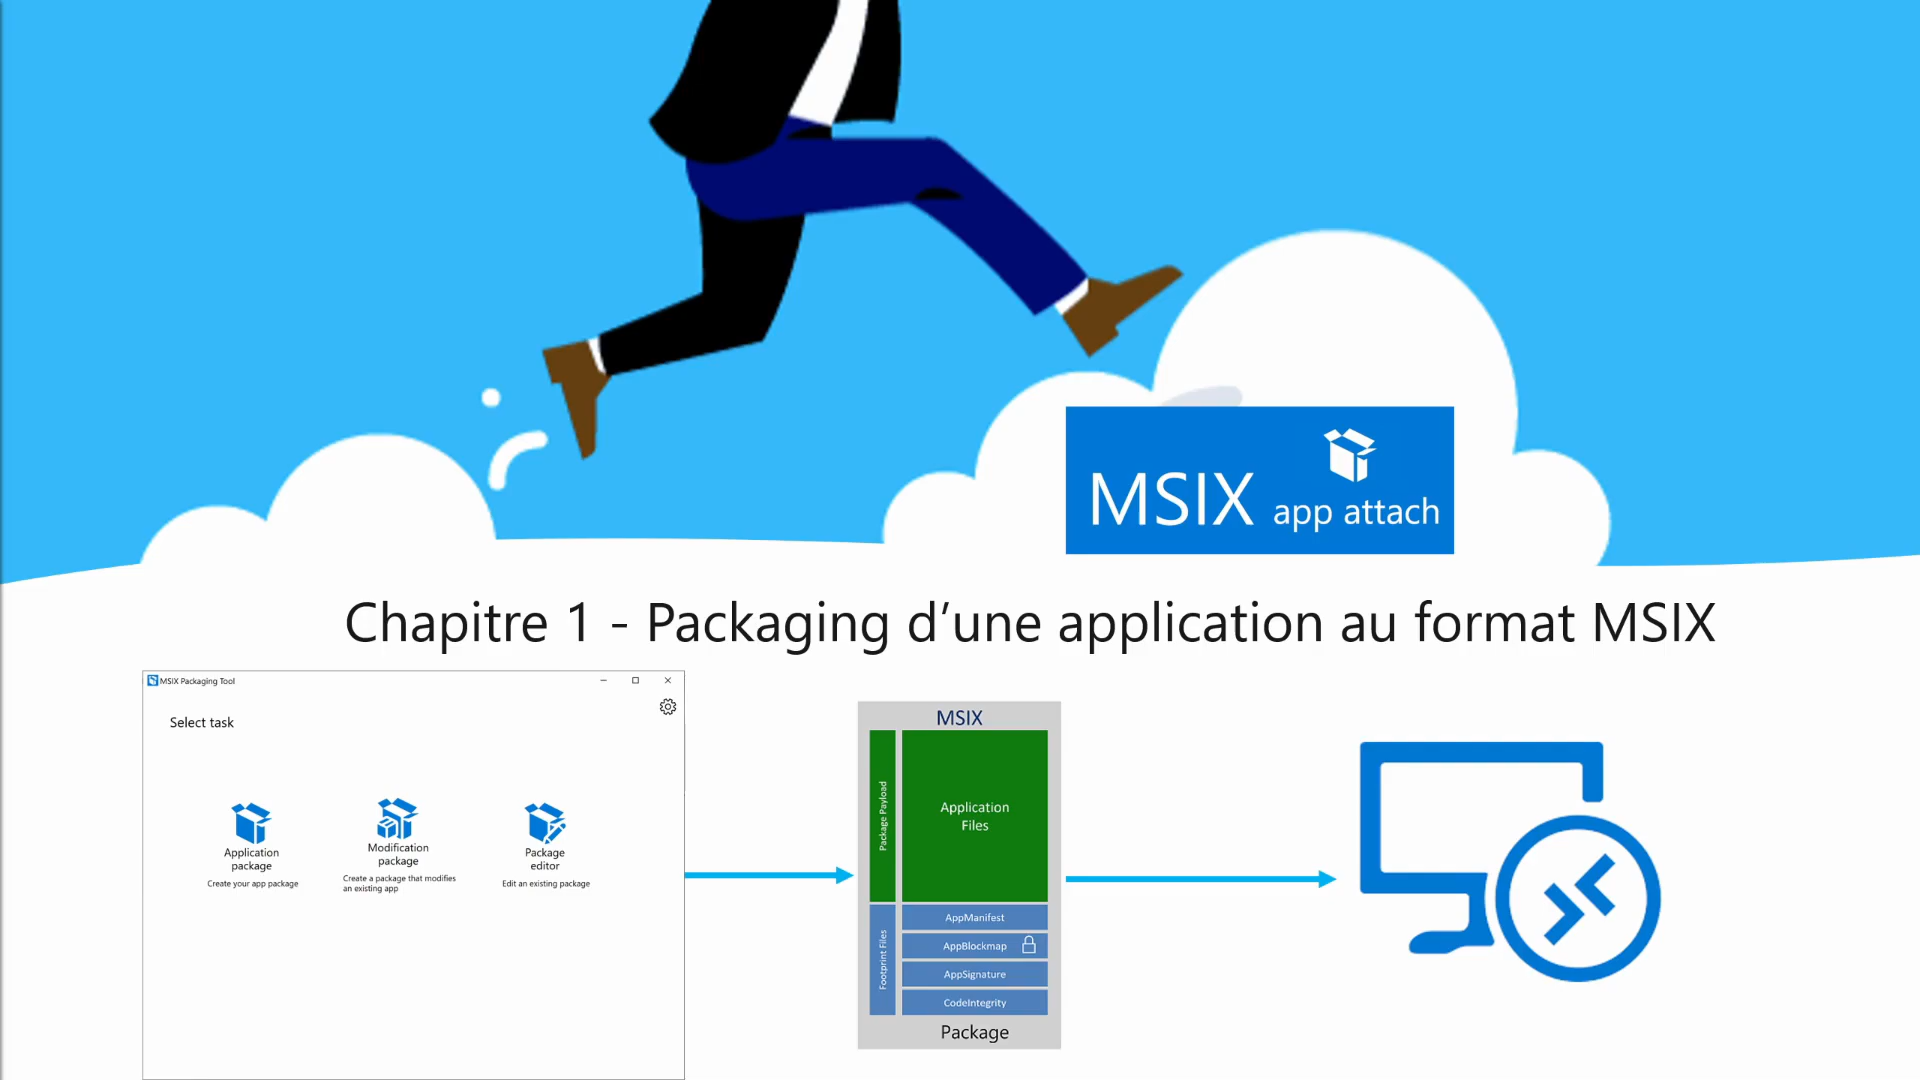 MSIX app attach
Chapitre 1 - Packaging d’une application au format MSIX
MSIX Packaging Tool
Select task
Application
package
Create your app package
Modification
package
Create a package that modifies
an existing app
Package
editor
Edit an existing package
MSIX
Package Payload
Application
Files
Footprint Files
AppManifest
AppBlockmap
AppSignature
CodeIntegrity
Package